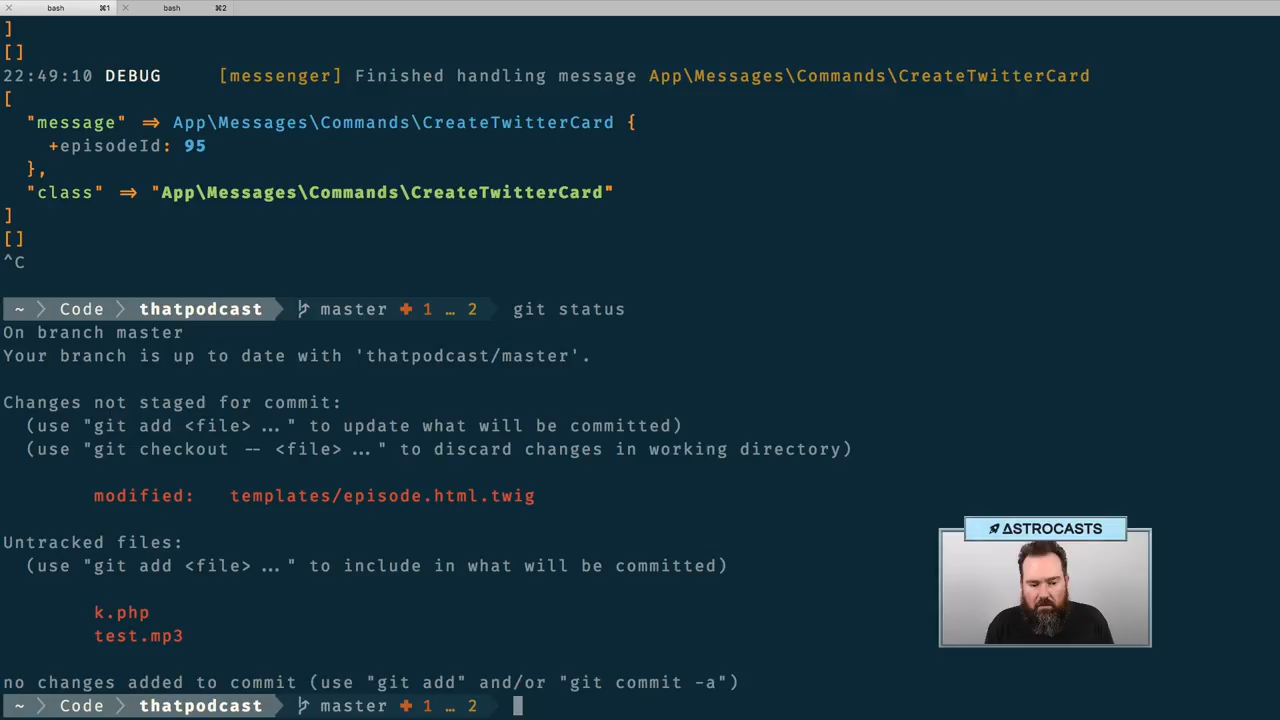 bash ⌘1 bash ⌘2
]
[]
22:49:10 DEBUG [messenger] Finished handling message App\Messages\Commands\CreateTwitterCard
[
"message" ⇒ App\Messages\Commands\CreateTwitterCard {
+episodeId: 95
},
"class" ⇒ "App\Messages\Commands\CreateTwitterCard"
]
[]
^C
~ Code thatpodcast master ✚ 1 … 2 git status
On branch master
Your branch is up to date with 'thatpodcast/master'.
Changes not staged for commit:
(use "git add <file>..." to update what will be committed)
(use "git checkout -- <file>..." to discard changes in working directory)
modified: templates/episode.html.twig
Untracked files:
(use "git add <file>..." to include in what will be committed)
k.php
test.mp3
no changes added to commit (use "git add" and/or "git commit -a")
~ Code thatpodcast master ✚ 1 … 2
ΔSTROCASTS